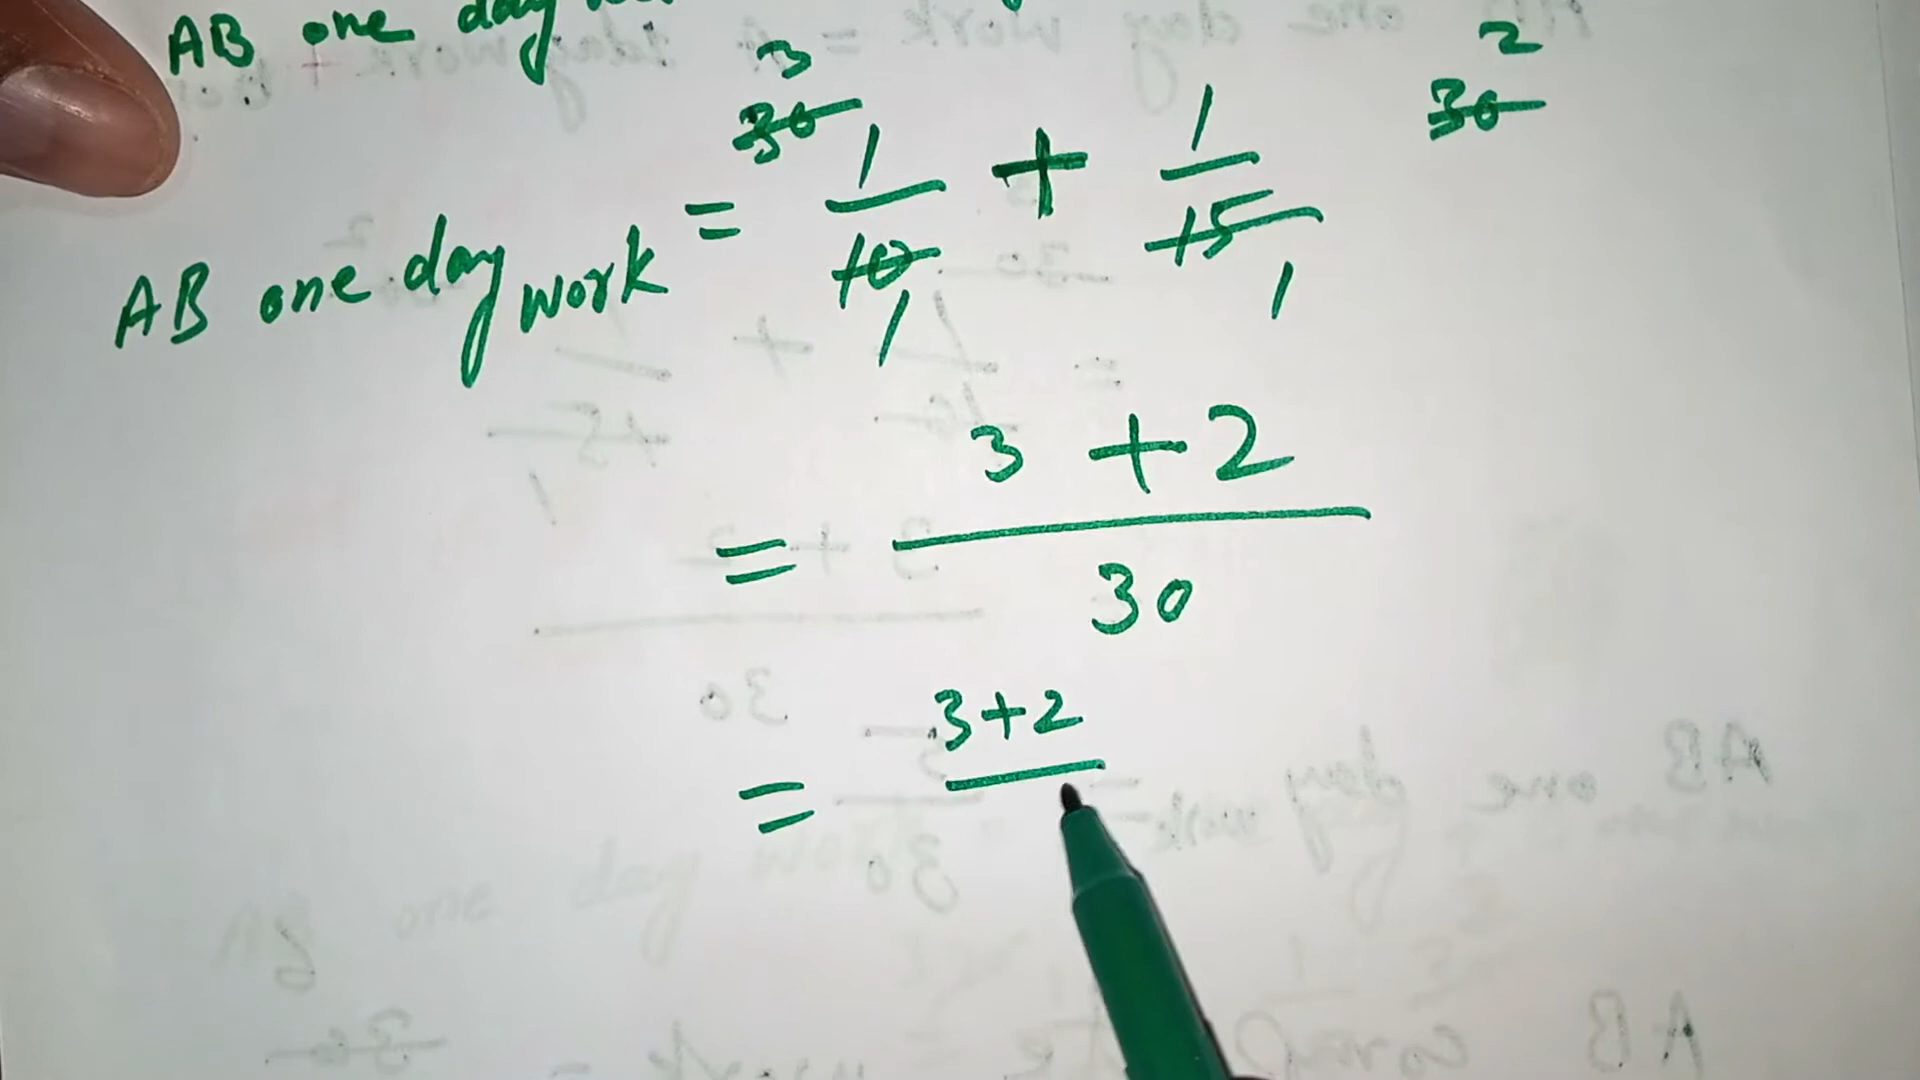 AB one day
3 2
30 30
AB one day work = 1/10 + 1/15
1 1
= 3 + 2
30
= 3+2